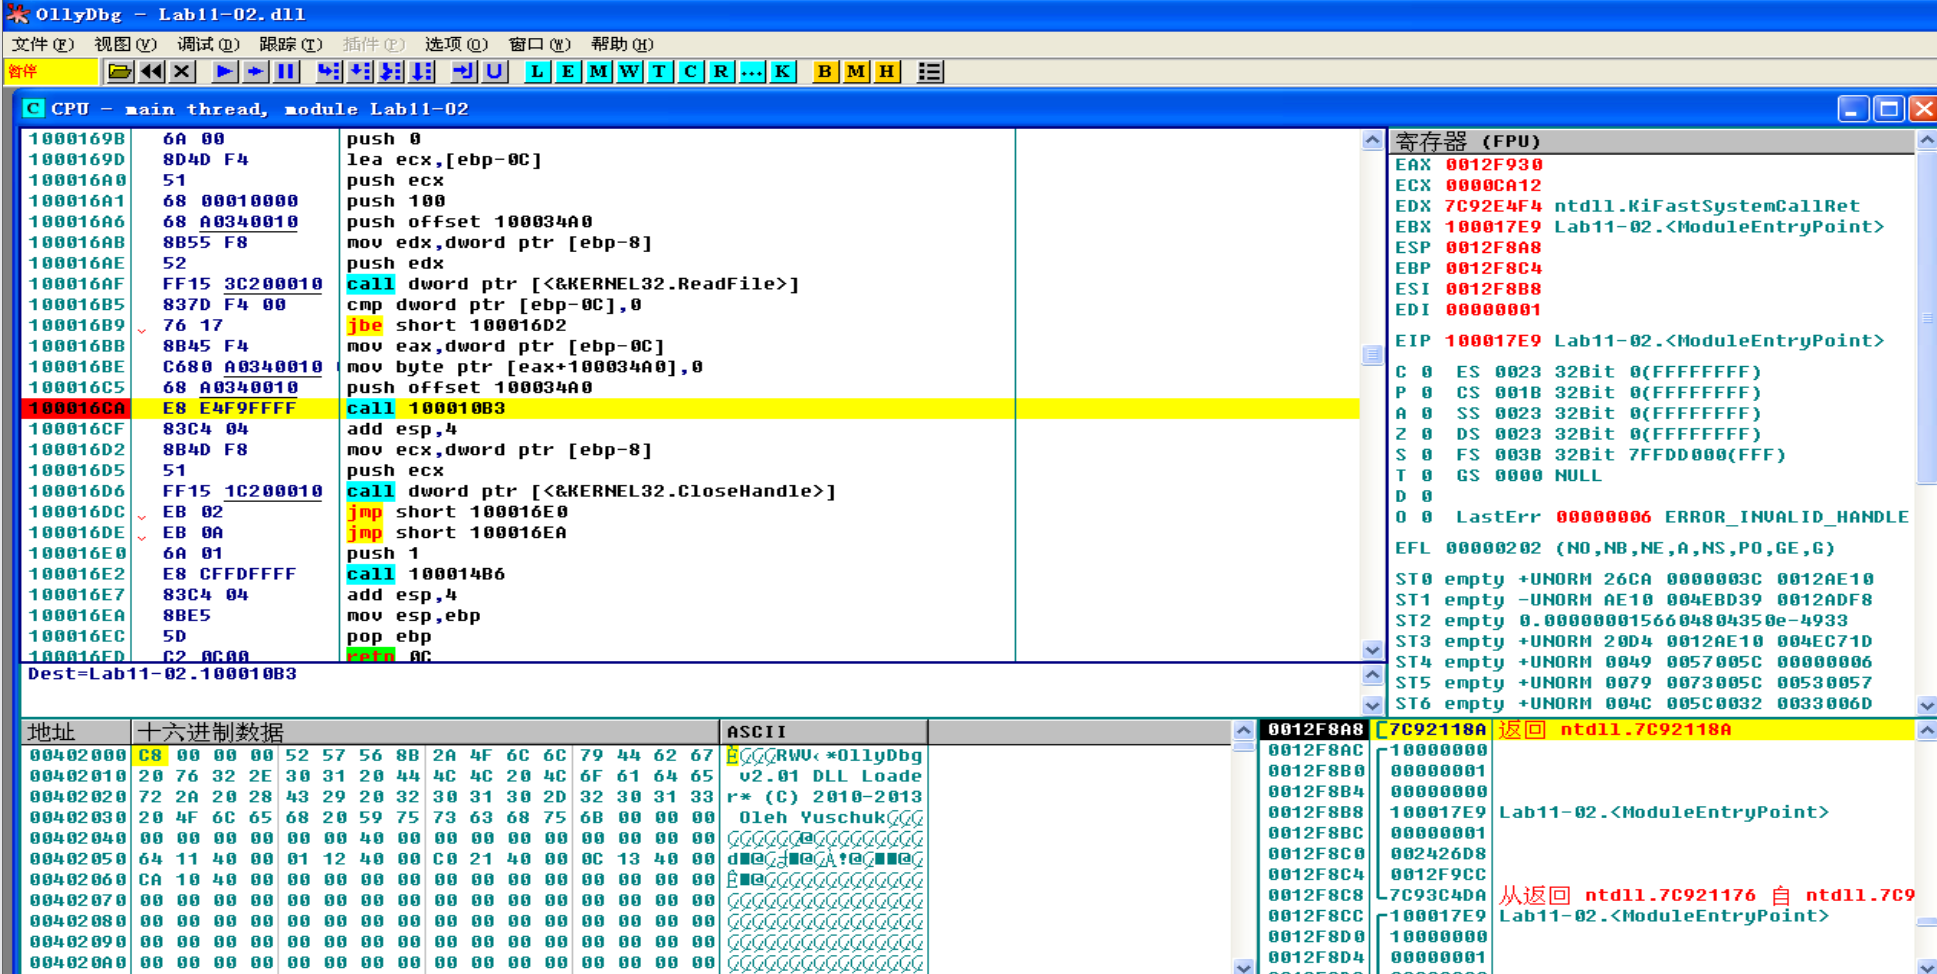 OllyDbg - Lab11-02.dll
文件(F) 视图(V) 调试(D) 跟踪(T) 插件(P) 选项(O) 窗口(W) 帮助(H)
暂停 L E M W T C R ... K B M H
C CPU - main thread, module Lab11-02
1000169B 6A 00 push 0
1000169D 8D4D F4 lea ecx,[ebp-0C]
100016A0 51 push ecx
100016A1 68 00010000 push 100
100016A6 68 A0340010 push offset 100034A0
100016AB 8B55 F8 mov edx,dword ptr [ebp-8]
100016AE 52 push edx
100016AF FF15 3C200010 call dword ptr [<&KERNEL32.ReadFile>]
100016B5 837D F4 00 cmp dword ptr [ebp-0C],0
100016B9 76 17 jbe short 100016D2
100016BB 8B45 F4 mov eax,dword ptr [ebp-0C]
100016BE C680 A0340010 mov byte ptr [eax+100034A0],0
100016C5 68 A0340010 push offset 100034A0
100016CA E8 E4F9FFFF call 100010B3
100016CF 83C4 04 add esp,4
100016D2 8B4D F8 mov ecx,dword ptr [ebp-8]
100016D5 51 push ecx
100016D6 FF15 1C200010 call dword ptr [<&KERNEL32.CloseHandle>]
100016DC EB 02 jmp short 100016E0
100016DE EB 0A jmp short 100016EA
100016E0 6A 01 push 1
100016E2 E8 CFFDFFFF call 100014B6
100016E7 83C4 04 add esp,4
100016EA 8BE5 mov esp,ebp
100016EC 5D pop ebp
100016ED C2 0C00 retn 0C
Dest=Lab11-02.100010B3
寄存器 (FPU)
EAX 0012F930
ECX 0000CA12
EDX 7C92E4F4 ntdll.KiFastSystemCallRet
EBX 100017E9 Lab11-02.<ModuleEntryPoint>
ESP 0012F8A8
EBP 0012F8C4
ESI 0012F8B8
EDI 00000001
EIP 100017E9 Lab11-02.<ModuleEntryPoint>
C 0 ES 0023 32Bit 0(FFFFFFFF)
P 0 CS 001B 32Bit 0(FFFFFFFF)
A 0 SS 0023 32Bit 0(FFFFFFFF)
Z 0 DS 0023 32Bit 0(FFFFFFFF)
S 0 FS 003B 32Bit 7FFDD000(FFF)
T 0 GS 0000 NULL
D 0
O 0 LastErr 00000006 ERROR_INVALID_HANDLE
EFL 00000202 (NO,NB,NE,A,NS,PO,GE,G)
ST0 empty +UNORM 26CA 0000003C 0012AE10
ST1 empty -UNORM AE10 004EBD39 0012ADF8
ST2 empty 0.0000000156604804350e-4933
ST3 empty +UNORM 20D4 0012AE10 004EC71D
ST4 empty +UNORM 0049 0057005C 00000006
ST5 empty +UNORM 0079 0073005C 00530057
ST6 empty +UNORM 004C 005C0032 0033006D
地址 十六进制数据 ASCII
00402000 C8 00 00 00 52 57 56 8B 2A 4F 6C 6C 79 44 62 67 È RWV‹*OllyDbg
00402010 20 76 32 2E 30 31 20 44 4C 4C 20 4C 6F 61 64 65 v2.01 DLL Loade
00402020 72 2A 20 28 43 29 20 32 30 31 30 2D 32 30 31 33 r* (C) 2010-2013
00402030 20 4F 6C 65 68 20 59 75 73 63 68 75 6B 00 00 00 Oleh Yuschuk
00402040 00 00 00 00 00 00 40 00 00 00 00 00 00 00 00 00 @
00402050 64 11 40 00 01 12 40 00 C0 21 40 00 0C 13 40 00 d @ @ À!@ @
00402060 CA 10 40 00 00 00 00 00 00 00 00 00 00 00 00 00 Ê @
00402070 00 00 00 00 00 00 00 00 00 00 00 00 00 00 00 00
00402080 00 00 00 00 00 00 00 00 00 00 00 00 00 00 00 00
00402090 00 00 00 00 00 00 00 00 00 00 00 00 00 00 00 00
004020A0 00 00 00 00 00 00 00 00 00 00 00 00 00 00 00 00
0012F8A8 7C92118A 返回 ntdll.7C92118A
0012F8AC 10000000
0012F8B0 00000001
0012F8B4 00000000
0012F8B8 100017E9 Lab11-02.<ModuleEntryPoint>
0012F8BC 00000001
0012F8C0 002426D8
0012F8C4 0012F9CC
0012F8C8 7C93C4DA 从返回 ntdll.7C921176 自 ntdll.7C9
0012F8CC 100017E9 Lab11-02.<ModuleEntryPoint>
0012F8D0 10000000
0012F8D4 00000001